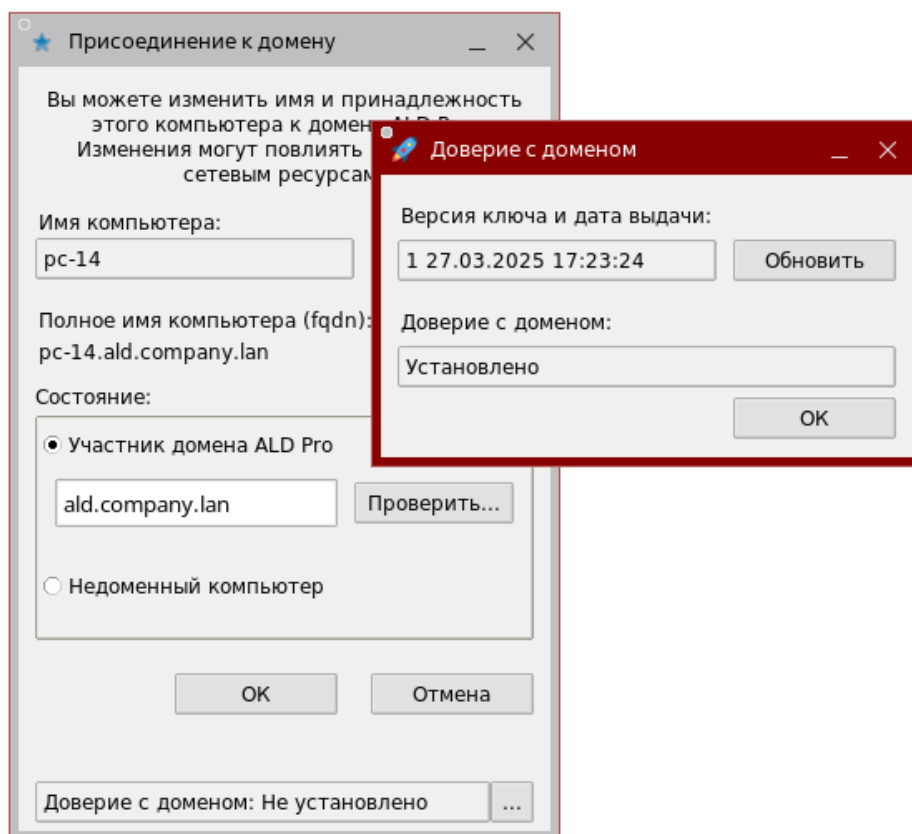 Присоединение к домену
Вы можете изменить имя и принадлежность
этого компьютера к
Изменения могут повлиять
сетевым ресурсам
Имя компьютера:
pc-14
Полное имя компьютера (fqdn):
pc-14.ald.company.lan
Состояние:
Участник домена ALD Pro
ald.company.lan
Проверить...
Недоменный компьютер
ОК
Отмена
Доверие с доменом: Не установлено
...
Доверие с доменом
Версия ключа и дата выдачи:
1 27.03.2025 17:23:24
Обновить
Доверие с доменом:
Установлено
ОК